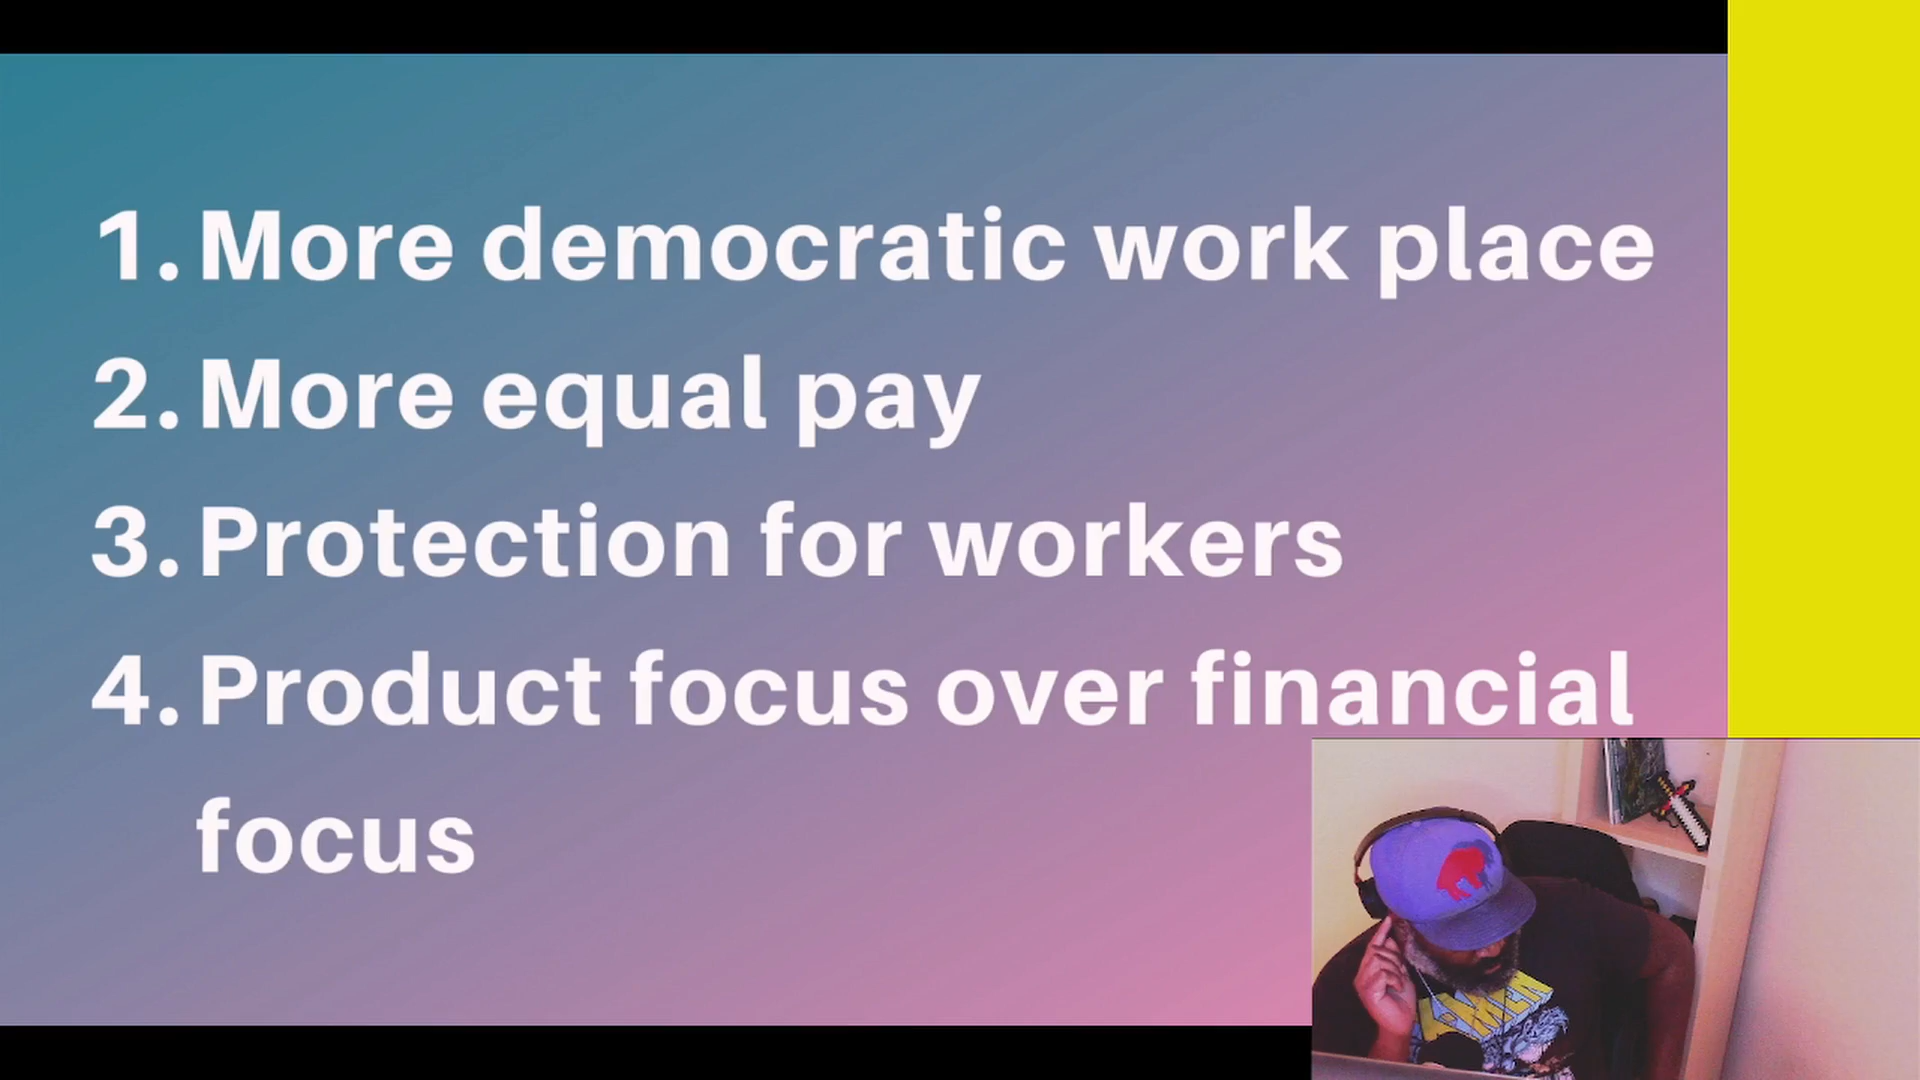 1. More democratic work place
2. More equal pay
3. Protection for workers
4. Product focus over financial
focus
X-MEN